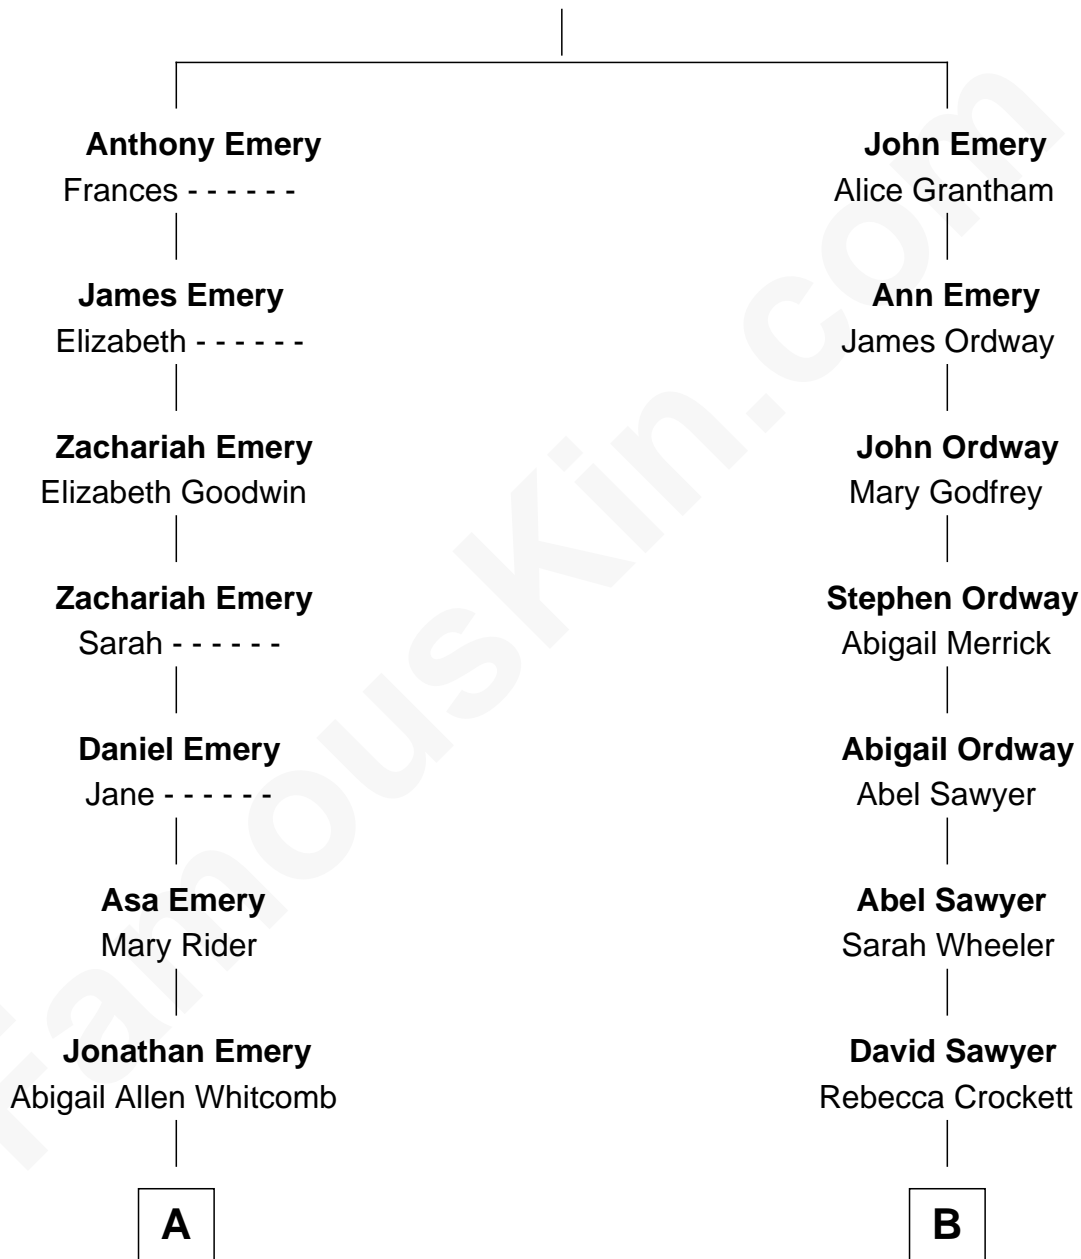 Anthony Emery
Frances - - - - - -
James Emery
Elizabeth - - - - - -
Zachariah Emery
Elizabeth Goodwin
Zachariah Emery
Sarah - - - - - -
Daniel Emery
Jane - - - - - -
Asa Emery
Mary Rider
Jonathan Emery
Abigail Allen Whitcomb
A
John Emery
Alice Grantham
Ann Emery
James Ordway
John Ordway
Mary Godfrey
Stephen Ordway
Abigail Merrick
Abigail Ordway
Abel Sawyer
Abel Sawyer
Sarah Wheeler
David Sawyer
Rebecca Crockett
B
FamousKin.com